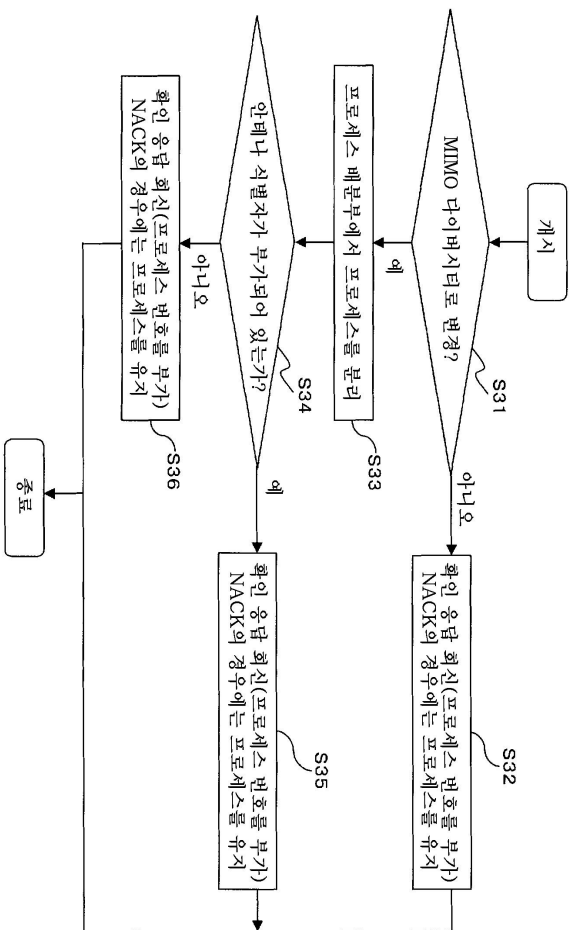 개시
MIMO 다이버시티로 변경?
S31
아니오
확인 응답 회신(프로세스 번호를 부가)
NACK의 경우에는 프로세스를 유지
S32
예
프로세스 배분부에서 프로세스를 분리
S33
안테나 식별자가 부가되어 있는가?
S34
예
확인 응답 회신(프로세스 번호를 부가)
NACK의 경우에는 프로세스를 유지
S35
아니오
확인 응답 회신(프로세스 번호를 부가)
NACK의 경우에는 프로세스를 유지
S36
종료